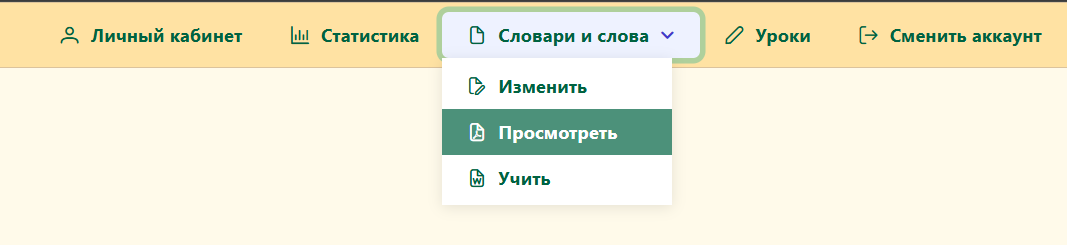 Личный кабинет Статистика Словари и слова Уроки Сменить аккаунт
Изменить
Просмотреть
Учить